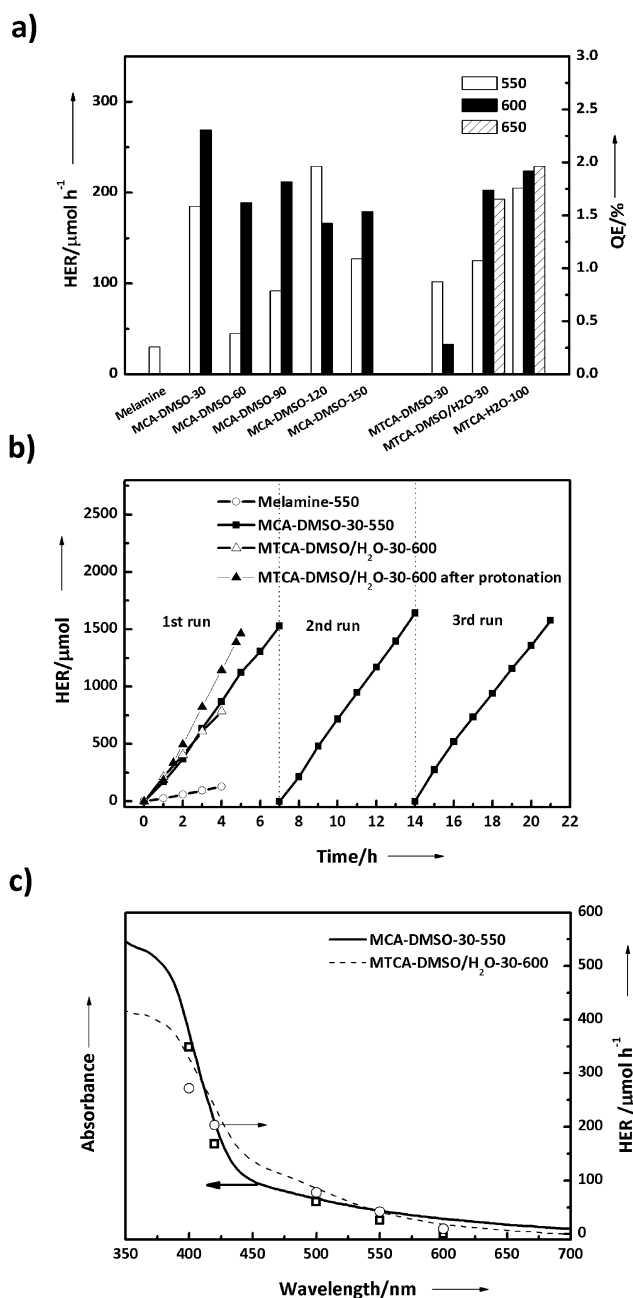 a)
HER/μmol h-1
300
200
100
0
550
600
650
3.0
2.5
2.0
1.5
1.0
0.5
0.0
QE/%
Melamine
MCA-DMSO-30
MCA-DMSO-60
MCA-DMSO-90
MCA-DMSO-120
MCA-DMSO-150
MTCA-DMSO-30
MTCA-DMSO/H2O-30
MTCA-H2O-100
b)
HER/μmol
2500
2000
1500
1000
500
0
Melamine-550
MCA-DMSO-30-550
MTCA-DMSO/H2O-30-600
MTCA-DMSO/H2O-30-600 after protonation
1st run
2nd run
3rd run
0 2 4 6 8 10 12 14 16 18 20 22
Time/h
c)
Absorbance
MCA-DMSO-30-550
MTCA-DMSO/H2O-30-600
600
500
400
300
200
100
0
HER /μmol h-1
350 400 450 500 550 600 650 700
Wavelength/nm